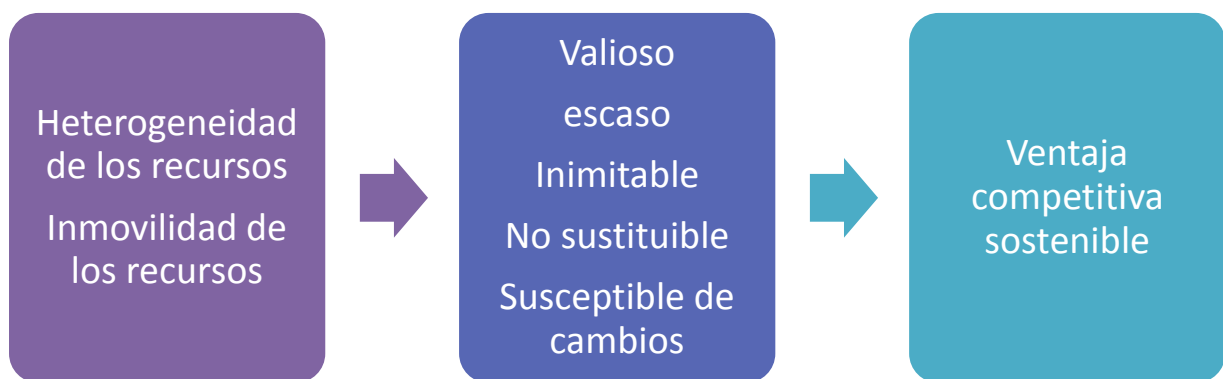 Heterogeneidad
de los recursos
Inmovilidad de
los recursos
Valioso
escaso
Inimitable
No sustituible
Susceptible de
cambios
Ventaja
competitiva
sostenible